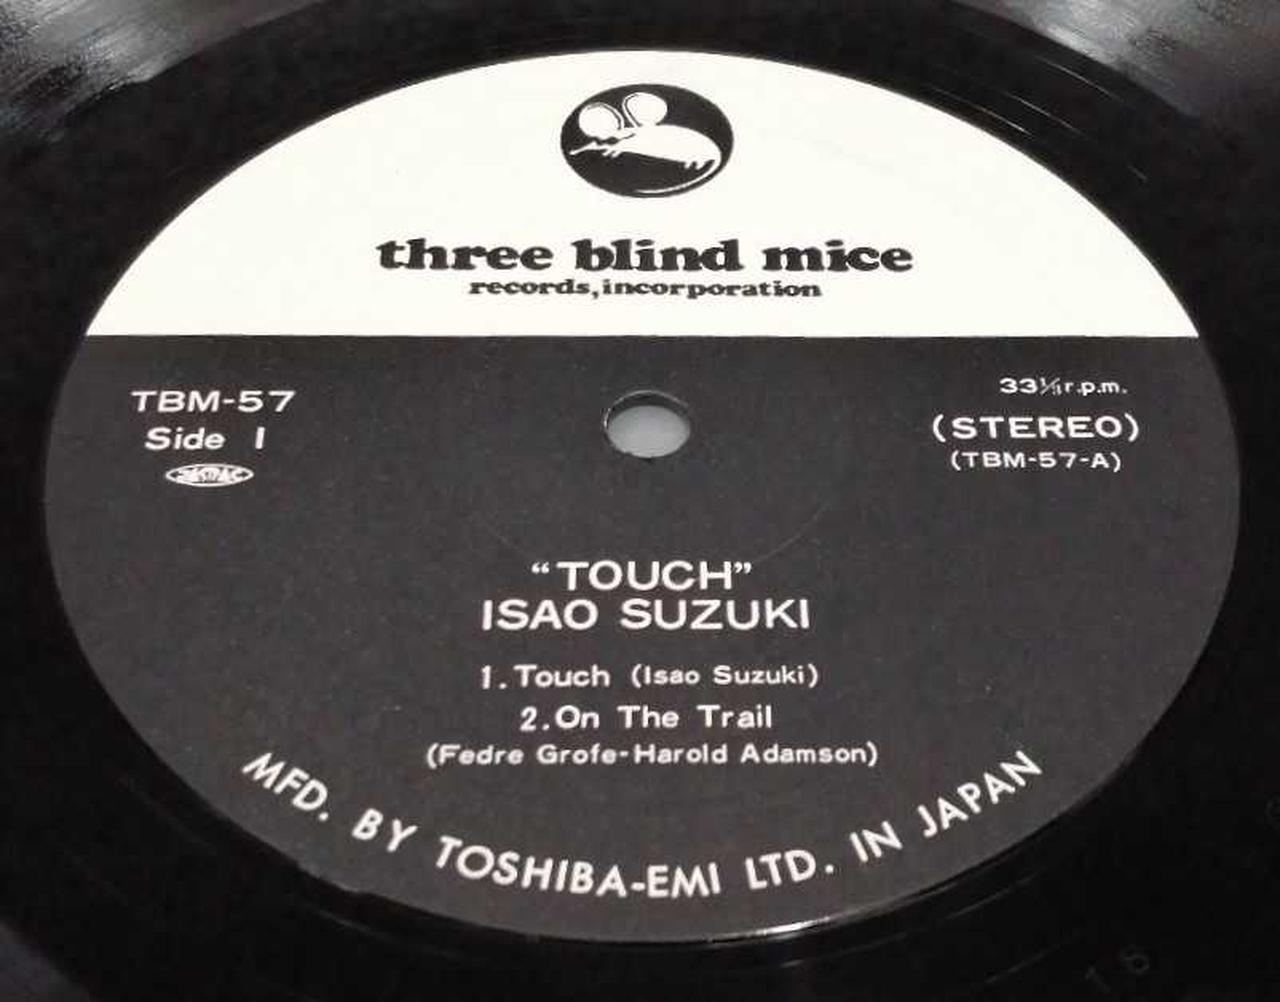 three blind mice
records, incorporation
TBM-57
Side 1
33⅓ r.p.m.
(STEREO)
(TBM-57-A)
“TOUCH”
ISAO SUZUKI
1. Touch (Isao Suzuki)
2. On The Trail
(Fedre Grofe-Harold Adamson)
MFD. BY TOSHIBA-EMI LTD. IN JAPAN